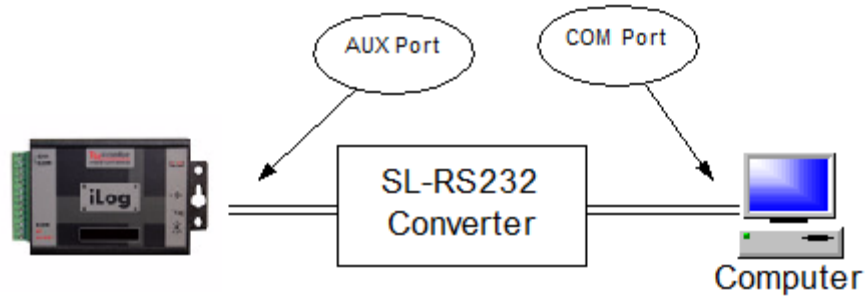 AUX Port
COM Port
iLog
SL-RS232
Converter
Computer